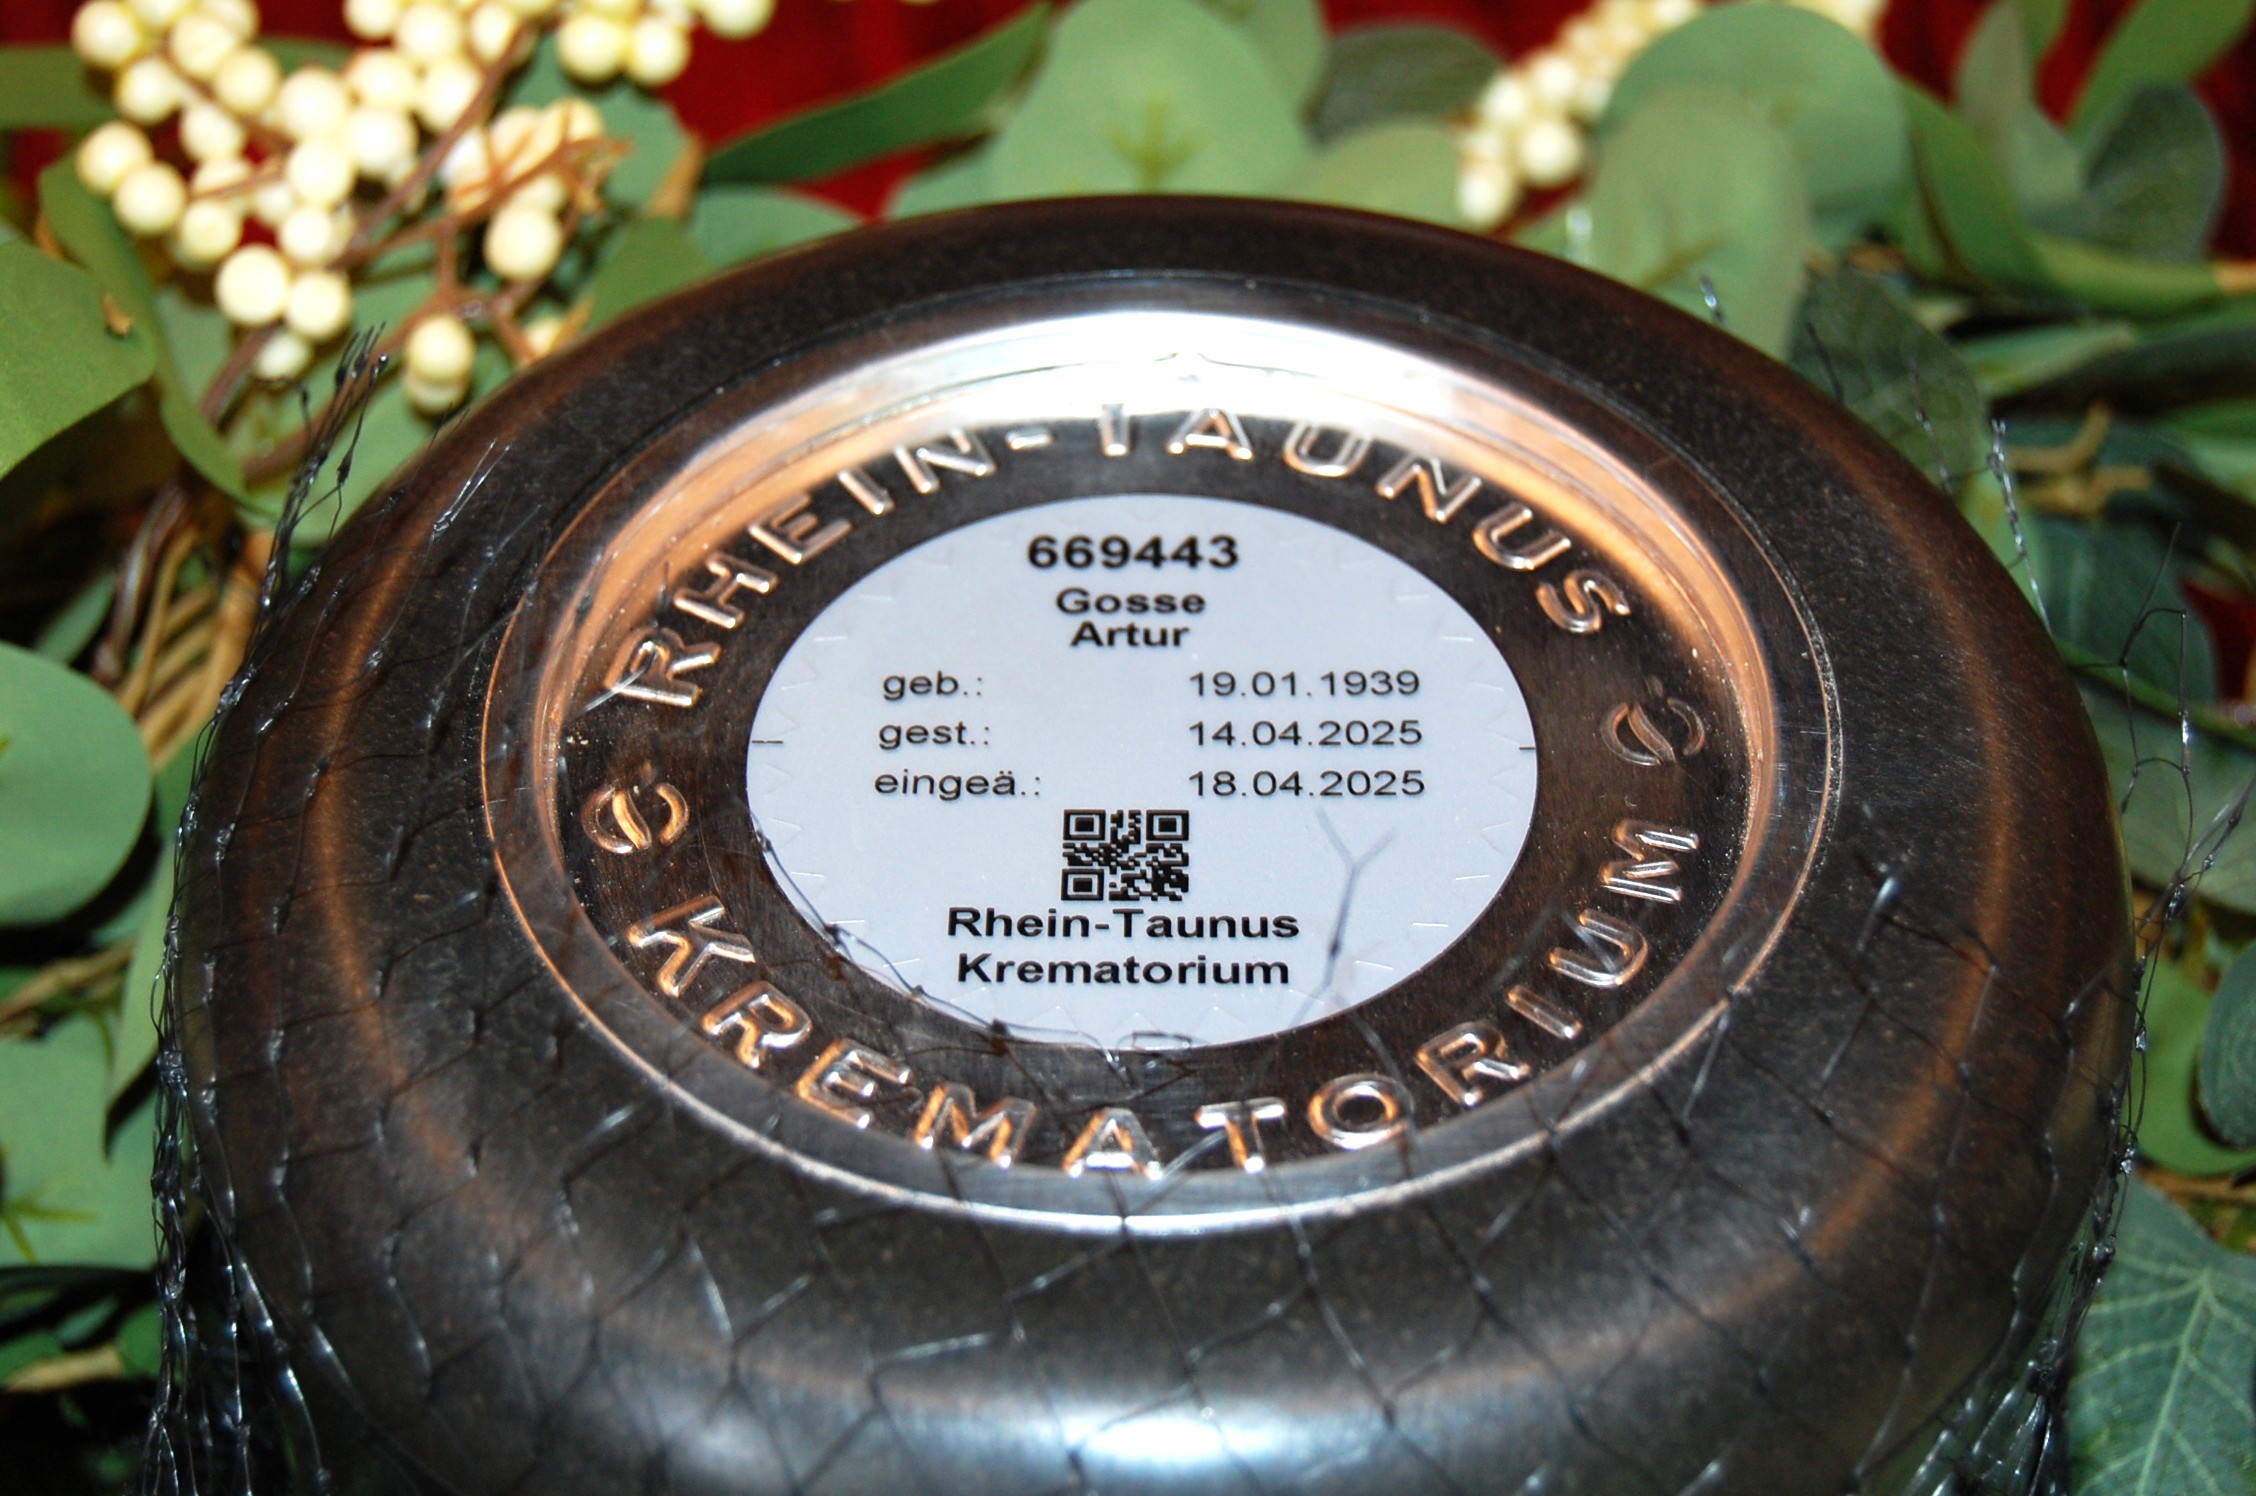 RHEIN-TAUNUS
669443
Gosse
Artur
geb.: 19.01.1939
gest.: 14.04.2025
eingeä.: 18.04.2025
Rhein-Taunus
Krematorium
KREMATORIUM